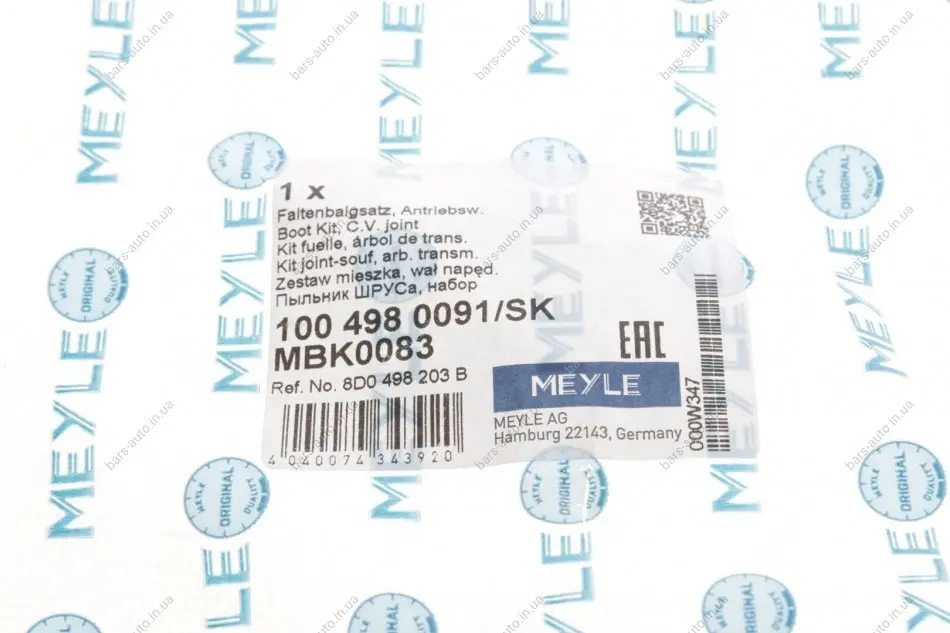 1 x
Faltenbalgsatz, Antriebsw.
Boot Kit, C.V. joint
Kit fuelle, árbol de trans.
Kit joint-souf, arb. transm.
Zestaw mieszka, wał napęd.
Пыльник ШРУСа, набор
100 498 0091/SK
MBK0083
Ref. No. 8D0 498 203 B
4 040074 343920
EAC
MEYLE
MEYLE AG
Hamburg 22143, Germany
000W347
MEYLE
ORIGINAL
QUALITY
bars-auto.in.ua